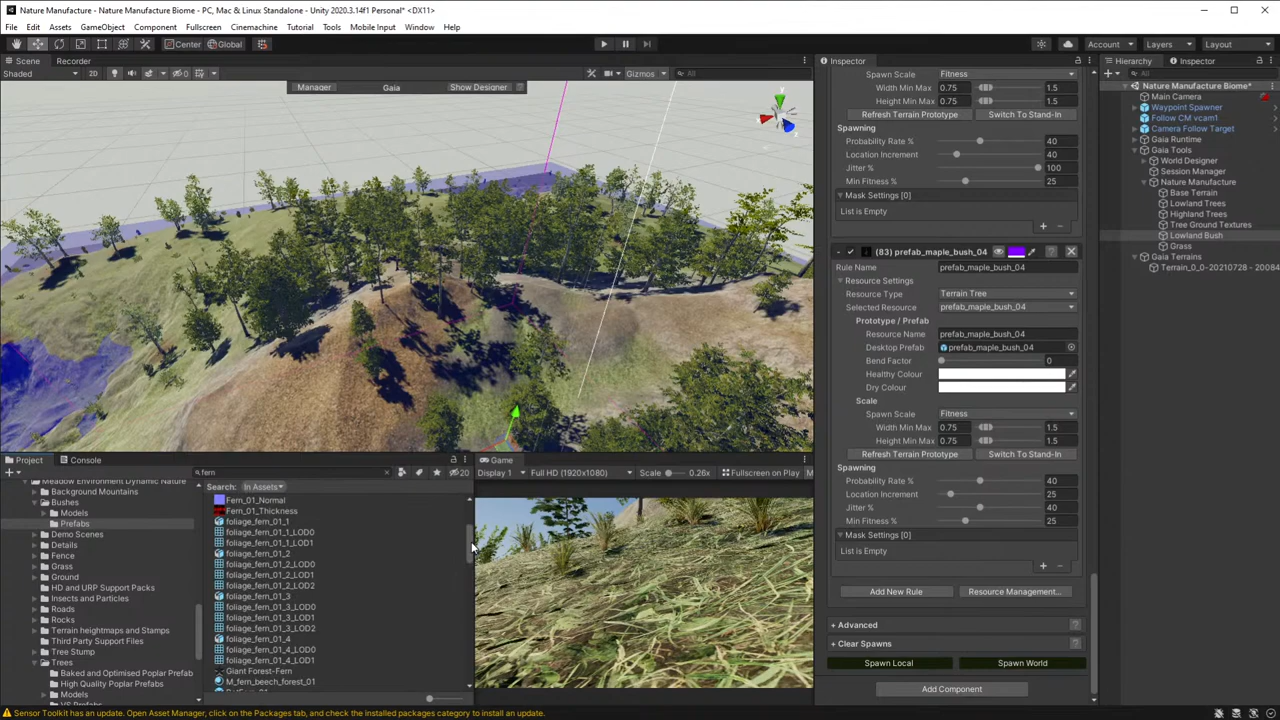 Nature Manufacture - Nature Manufacture Biome - PC, Mac & Linux Standalone - Unity 2020.3.14f1 Personal* <DX11>
File Edit Assets GameObject Component Fullscreen Cinemachine Tutorial Tools Mobile Input Window Help
Center Global Account Layers Layout
Scene Recorder
Shaded 2D Gizmos All
Manager Gaia Show Designer
Project Console
fern 20
Search: In Assets
Meadow Environment Dynamic Nature
Background Mountains
Bushes
Models
Prefabs
Demo Scenes
Details
Fence
Grass
Ground
HD and URP Support Packs
Insects and Particles
Roads
Rocks
Terrain heightmaps and Stamps
Third Party Support Files
Tree Stump
Trees
Baked and Optimised Poplar Prefab
High Quality Poplar Prefabs
Models
VS Prefabs
Fern_01_Normal
Fern_01_Thickness
foliage_fern_01_1
foliage_fern_01_1_LOD0
foliage_fern_01_1_LOD1
foliage_fern_01_2
foliage_fern_01_2_LOD0
foliage_fern_01_2_LOD1
foliage_fern_01_2_LOD2
foliage_fern_01_3
foliage_fern_01_3_LOD0
foliage_fern_01_3_LOD1
foliage_fern_01_3_LOD2
foliage_fern_01_4
foliage_fern_01_4_LOD0
foliage_fern_01_4_LOD1
Giant Forest-Fern
M_fern_beech_forest_01
Game
Display 1 Full HD (1920x1080) Scale 0.26x Fullscreen on Play M
Inspector
Spawn Scale Fitness
Width Min Max 0.75 1.5
Height Min Max 0.75 1.5
Refresh Terrain Prototype Switch To Stand-In
Spawning
Probability Rate % 40
Location Increment 40
Jitter % 100
Min Fitness % 25
Mask Settings [0]
List is Empty
(83) prefab_maple_bush_04
Rule Name prefab_maple_bush_04
Resource Settings
Resource Type Terrain Tree
Selected Resource prefab_maple_bush_04
Prototype / Prefab
Resource Name prefab_maple_bush_04
Desktop Prefab prefab_maple_bush_04
Bend Factor 0
Healthy Colour
Dry Colour
Scale
Spawn Scale Fitness
Width Min Max 0.75 1.5
Height Min Max 0.75 1.5
Refresh Terrain Prototype Switch To Stand-In
Spawning
Probability Rate % 40
Location Increment 25
Jitter % 40
Min Fitness % 25
Mask Settings [0]
List is Empty
Add New Rule Resource Management...
+ Advanced
+ Clear Spawns
Spawn Local Spawn World
Add Component
Hierarchy Inspector
All
Nature Manufacture Biome*
Main Camera
Waypoint Spawner
Follow CM vcam1
Camera Follow Target
Gaia Runtime
Gaia Tools
World Designer
Session Manager
Nature Manufacture
Base Terrain
Lowland Trees
Highland Trees
Tree Ground Textures
Lowland Bush
Grass
Gaia Terrains
Terrain_0_0-20210728 - 20084
Sensor Toolkit has an update. Open Asset Manager, click on the Packages tab, and check the installed packages category to install an update.